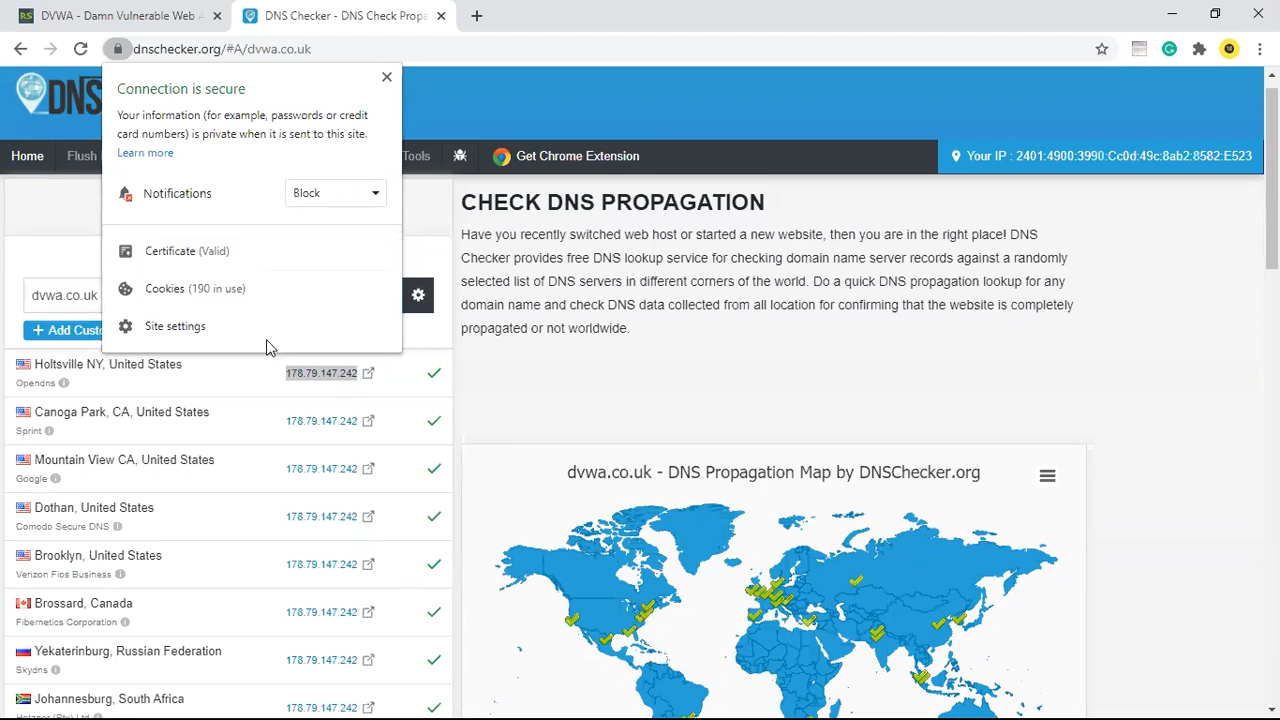 DVWA - Damn Vulnerable Web A
DNS Checker - DNS Check Propa
dnschecker.org/#A/dvwa.co.uk
Connection is secure
Your information (for example, passwords or credit
card numbers) is private when it is sent to this site.
Learn more
Notifications
Block
Certificate (Valid)
Cookies (190 in use)
Site settings
DNS
Home
Flush
Tools
Get Chrome Extension
Your IP : 2401:4900:3990:Cc0d:49c:8ab2:8582:E523
CHECK DNS PROPAGATION
Have you recently switched web host or started a new website, then you are in the right place! DNS
Checker provides free DNS lookup service for checking domain name server records against a randomly
selected list of DNS servers in different corners of the world. Do a quick DNS propagation lookup for any
domain name and check DNS data collected from all location for confirming that the website is completely
propagated or not worldwide.
dvwa.co.uk
+ Add Custo
Holtsville NY, United States
Opendns
178.79.147.242
Canoga Park, CA, United States
Sprint
178.79.147.242
Mountain View CA, United States
Google
178.79.147.242
Dothan, United States
Comodo Secure DNS
178.79.147.242
Brooklyn, United States
Verizon Fios Business
178.79.147.242
Brossard, Canada
Fibernetics Corporation
178.79.147.242
Yekaterinburg, Russian Federation
Skydns
178.79.147.242
Johannesburg, South Africa
Hetzner (Pty) Ltd
178.79.147.242
dvwa.co.uk - DNS Propagation Map by DNSChecker.org